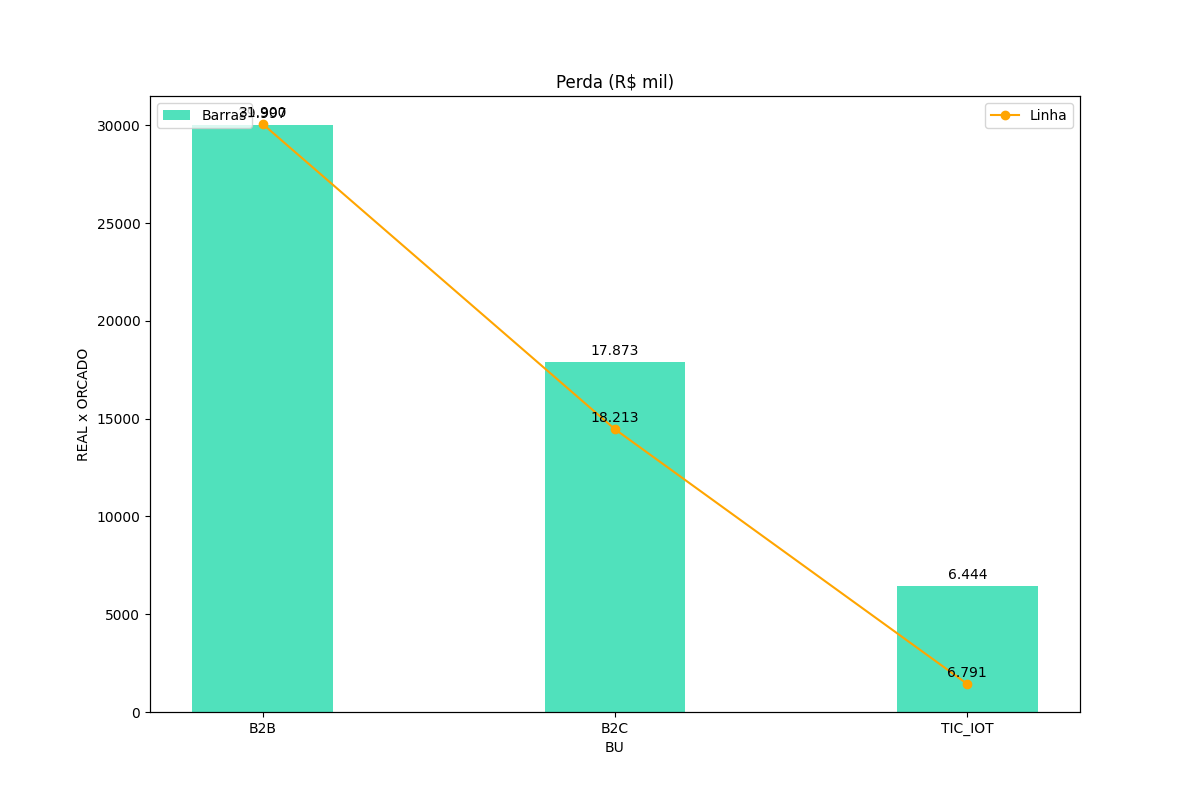 Perda (R$ mil)
Barras
Linha
30000
25000
20000
15000
10000
5000
0
REAL x ORCADO
17.873
18.213
6.444
6.791
B2B
B2C
TIC_IOT
BU